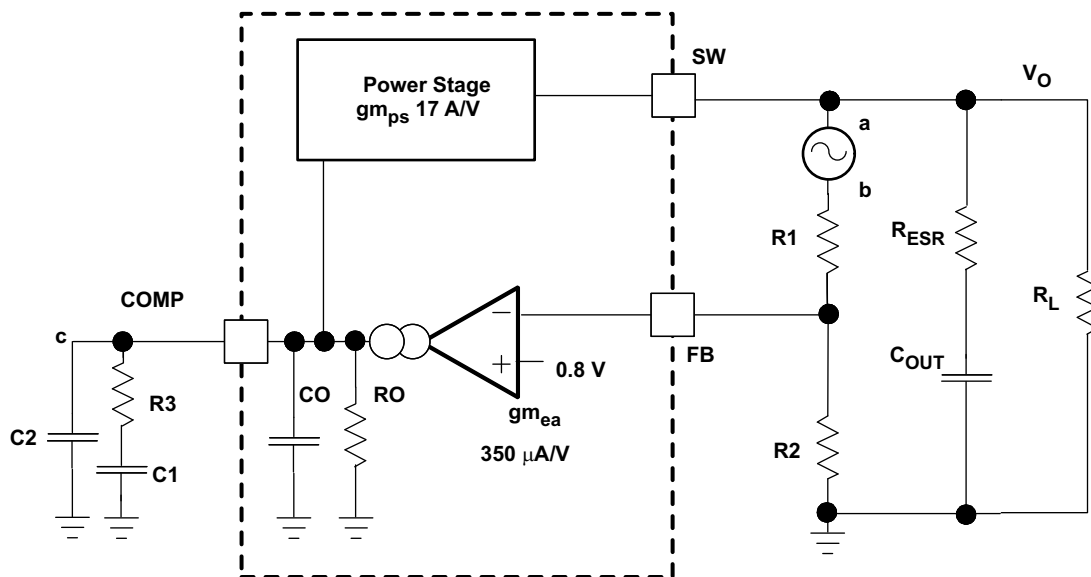 Power Stage
gm_ps 17 A/V
SW
V_O
a
b
R1
R_ESR
R_L
COMP
c
FB
0.8 V
C_OUT
CO
RO
R3
gm_ea
C2
C1
350 μA/V
R2